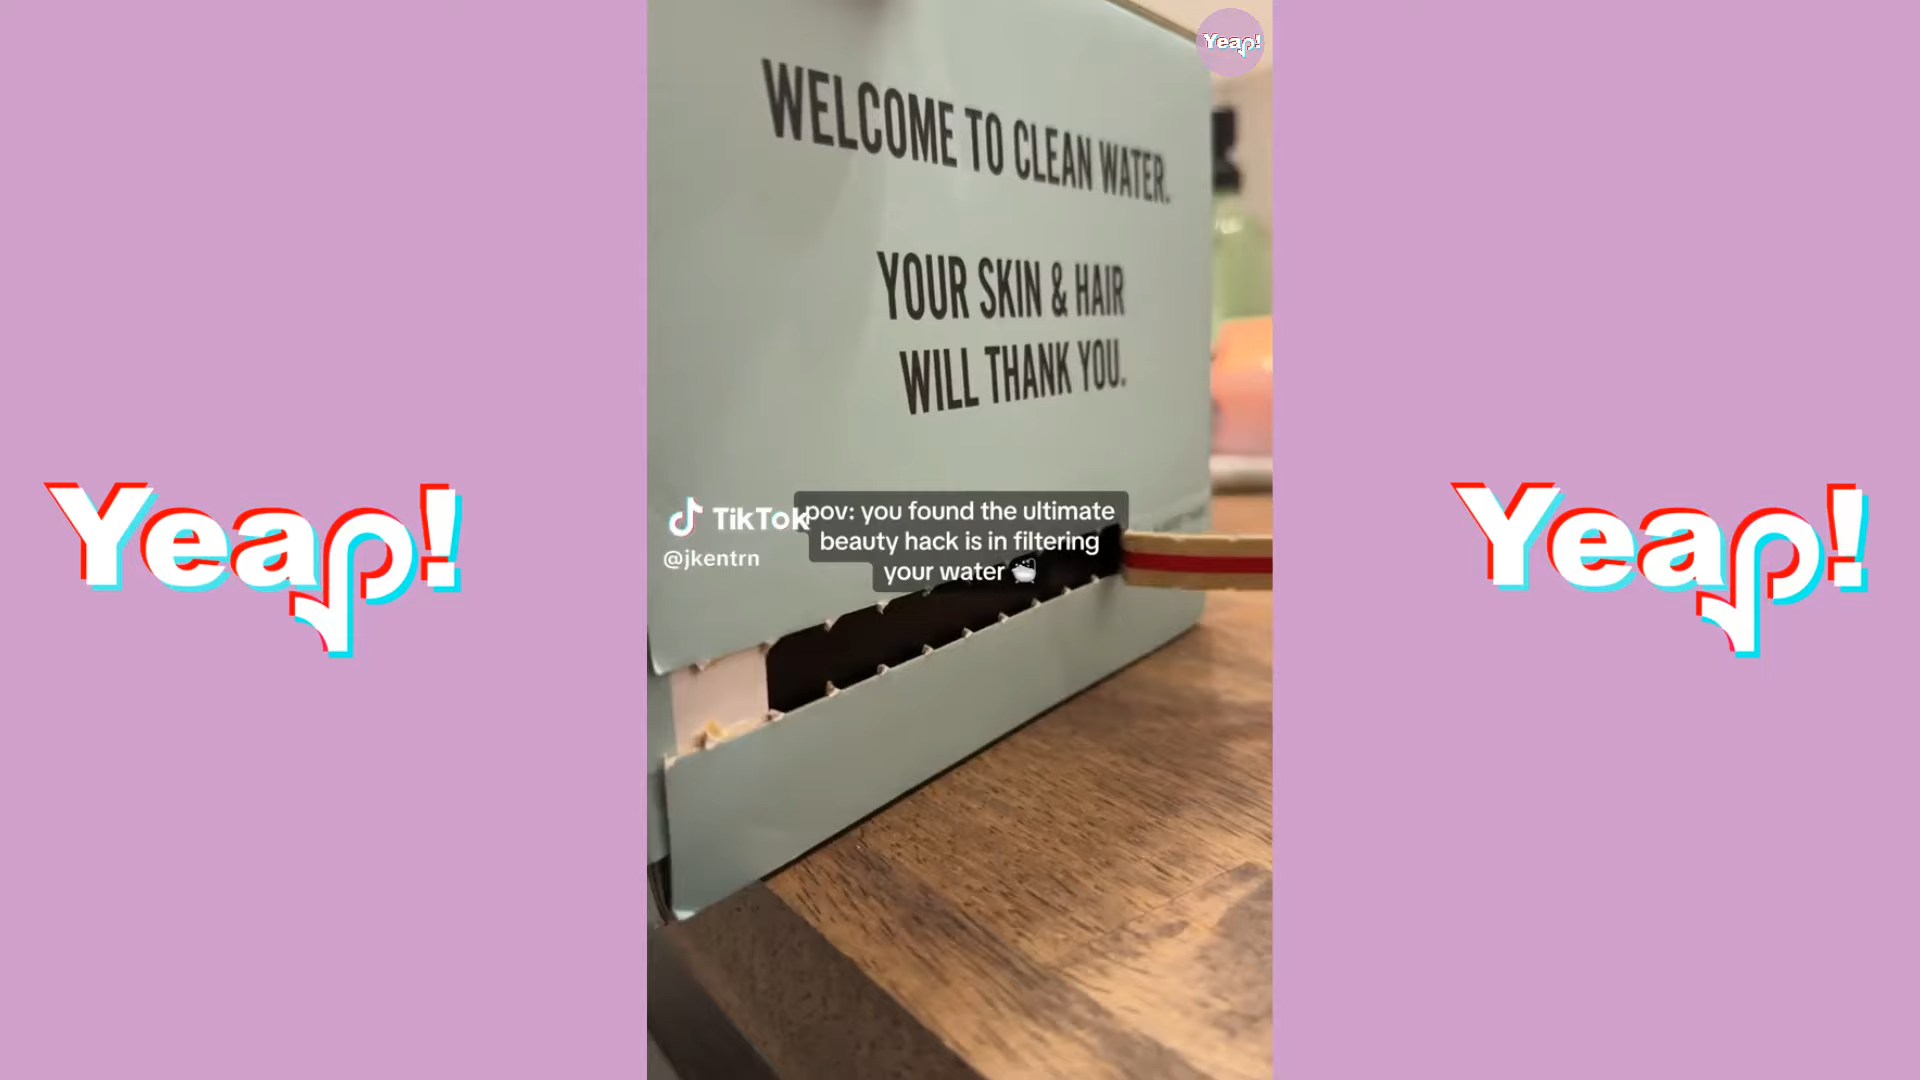 Yeap!
WELCOME TO CLEAN WATER.
YOUR SKIN & HAIR
WILL THANK YOU.
TikTok
@jkentrn
pov: you found the ultimate
beauty hack is in filtering
your water
Yeap!
Yeap!